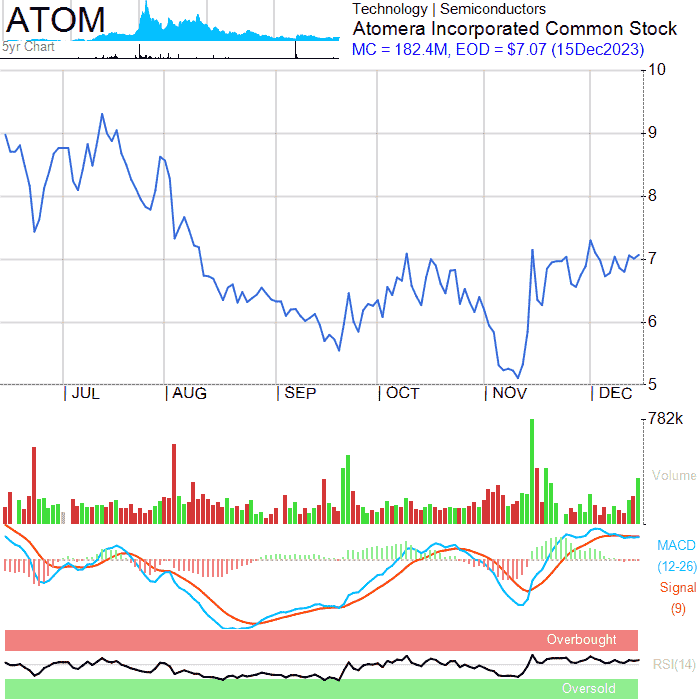 ATOM
5yr Chart
Technology | Semiconductors
Atomera Incorporated Common Stock
MC = 182.4M, EOD = $7.07 (15Dec2023)
10
9
8
7
6
5
| JUL | AUG | SEP | OCT | NOV | DEC
782k
Volume
MACD
(12-26)
Signal
(9)
Overbought
RSI(14)
Oversold